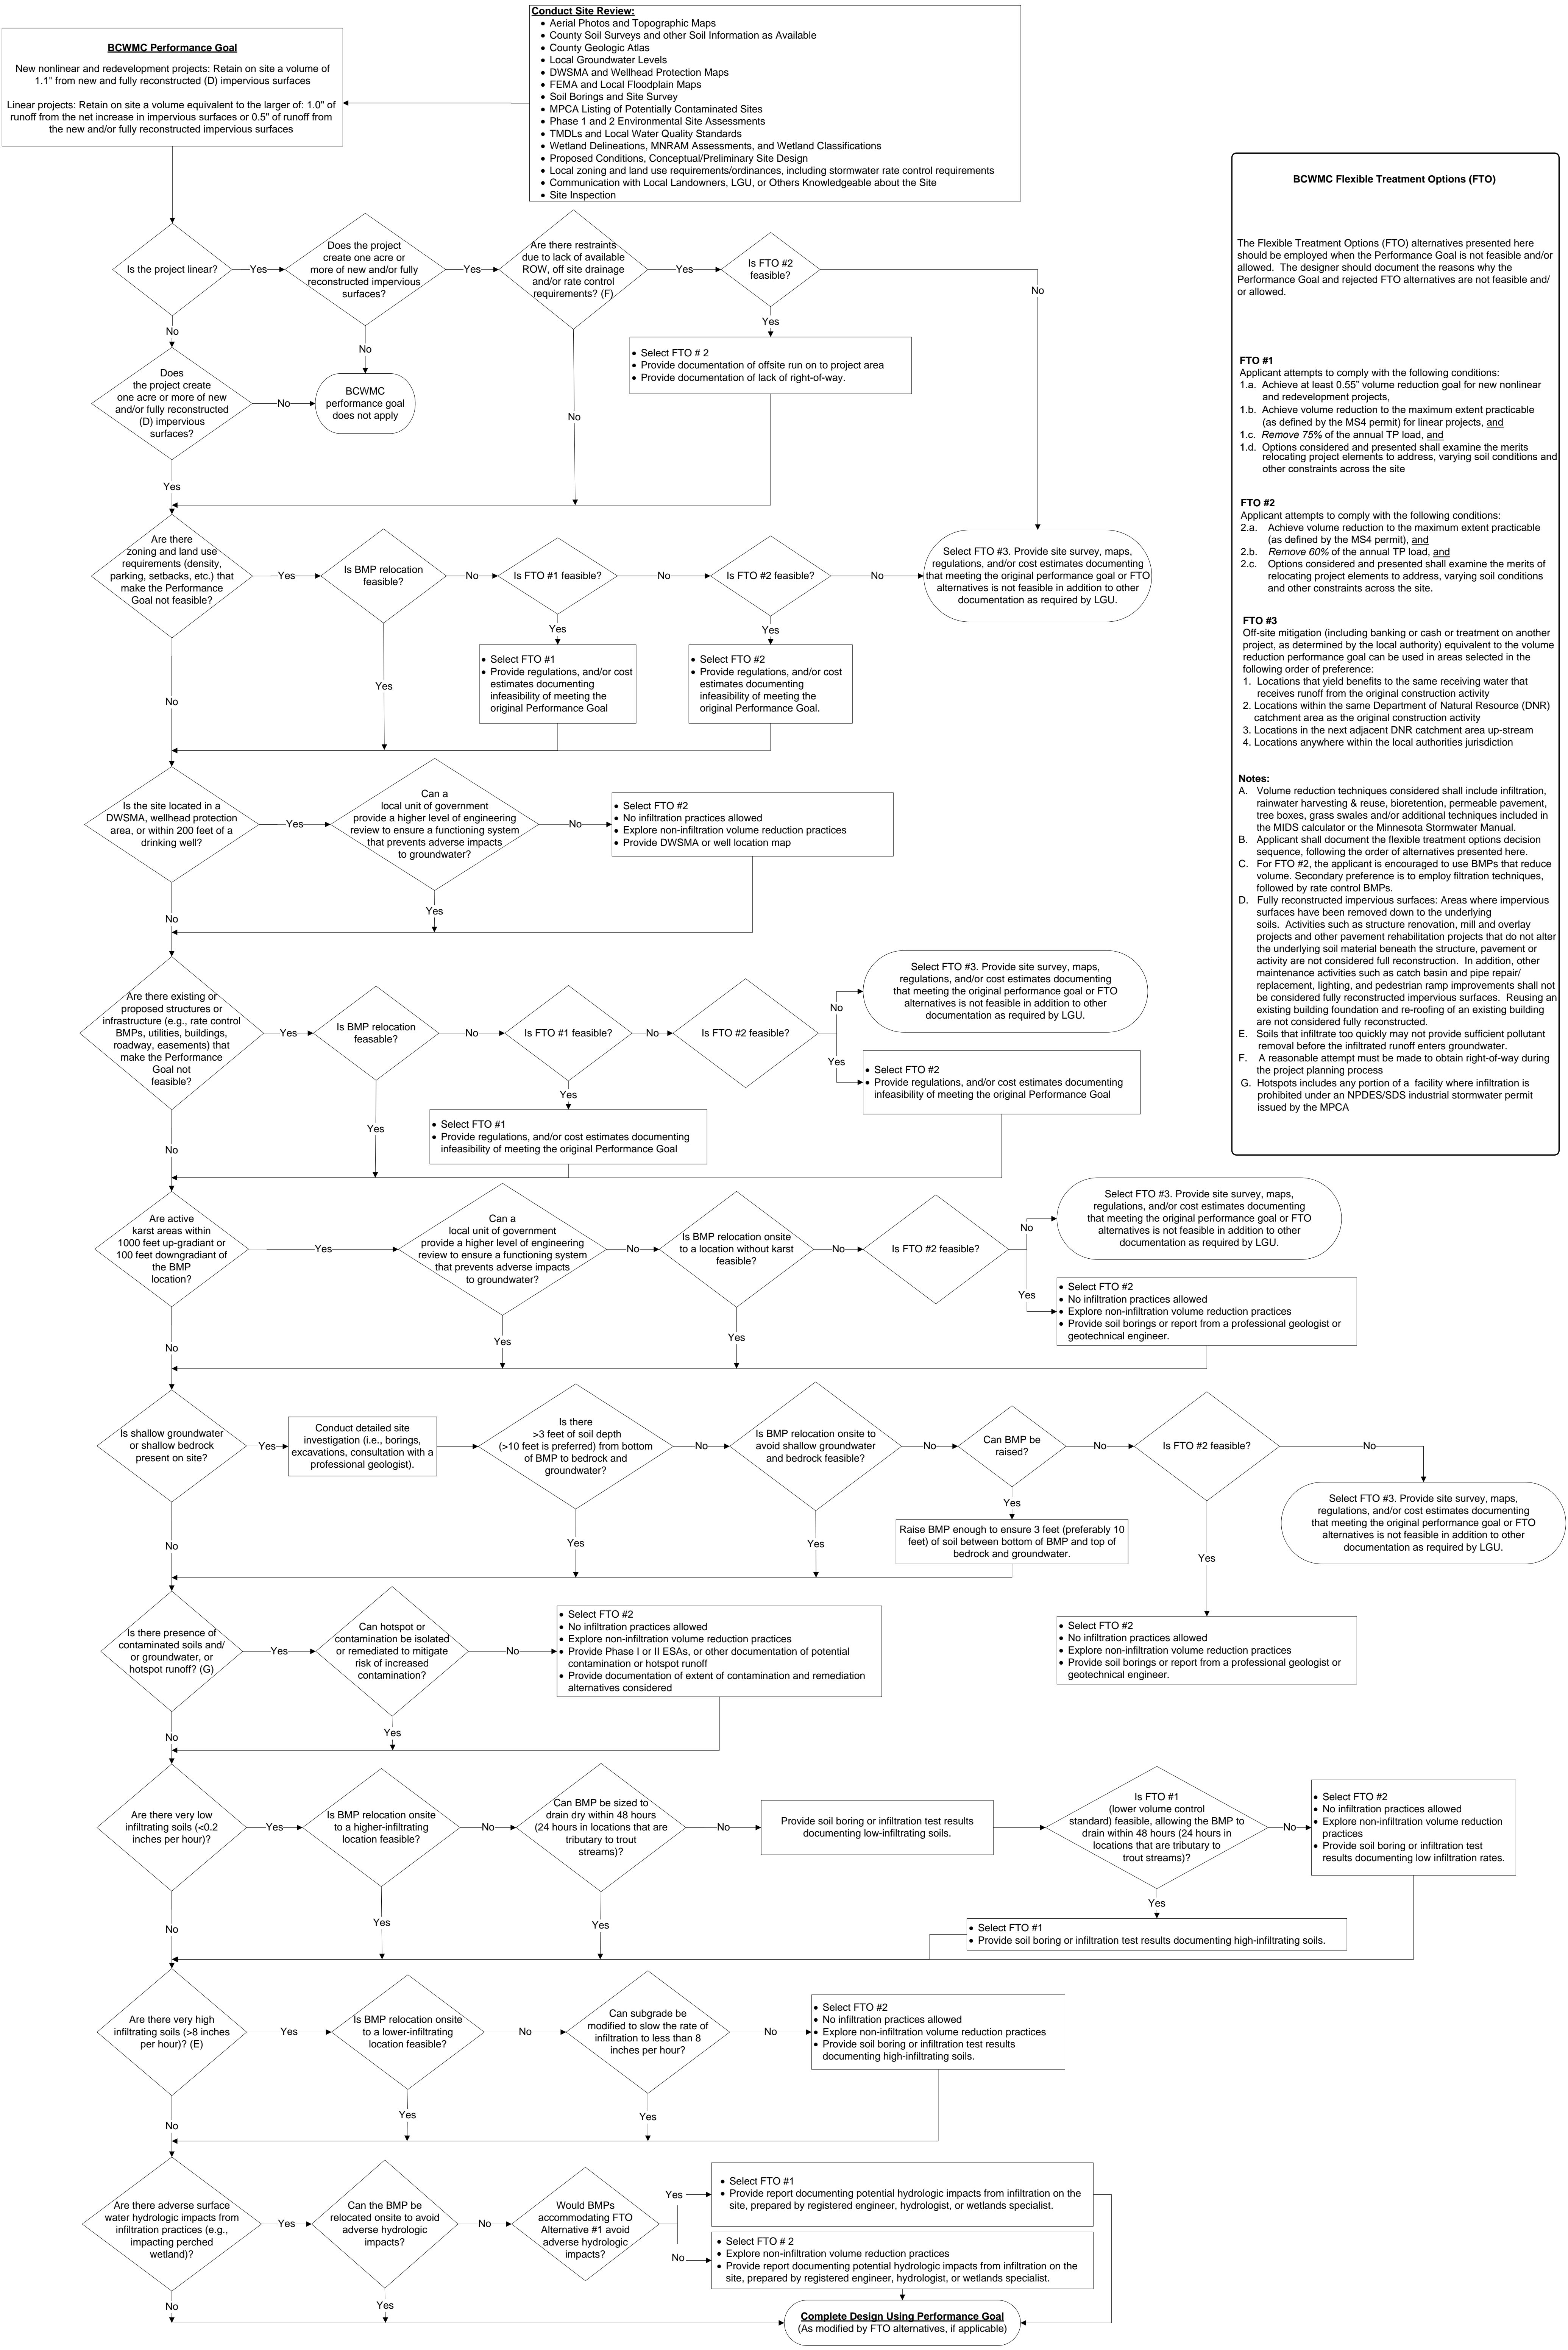 Conduct Site Review:
• Aerial Photos and Topographic Maps
• County Soil Surveys and other Soil Information as Available
• County Geologic Atlas
• Local Groundwater Levels
• DWSMA and Wellhead Protection Maps
• FEMA and Local Floodplain Maps
• Soil Borings and Site Survey
• MPCA Listing of Potentially Contaminated Sites
• Phase 1 and 2 Environmental Site Assessments
• TMDLs and Local Water Quality Standards
• Wetland Delineations, MNRAM Assessments, and Wetland Classifications
• Proposed Conditions, Conceptual/Preliminary Site Design
• Local zoning and land use requirements/ordinances, including stormwater rate control requirements
• Communication with Local Landowners, LGU, or Others Knowledgeable about the Site
• Site Inspection
BCWMC Performance Goal
New nonlinear and redevelopment projects: Retain on site a volume of
1.1" from new and fully reconstructed (D) impervious surfaces
Linear projects: Retain on site a volume equivalent to the larger of: 1.0" of
runoff from the net increase in impervious surfaces or 0.5" of runoff from
the new and/or fully reconstructed impervious surfaces
Is the project linear?
Yes
Does the project
create one acre or
more of new and/or fully
reconstructed impervious
surfaces?
Yes
Are there restraints
due to lack of available
ROW, off site drainage
and/or rate control
requirements? (F)
Yes
Is FTO #2
feasible?
No
Yes
No
No
No
• Select FTO # 2
• Provide documentation of offsite run on to project area
• Provide documentation of lack of right-of-way.
Does
the project create
one acre or more of new
and/or fully reconstructed
(D) impervious
surfaces?
No
BCWMC
performance goal
does not apply
Yes
Are there
zoning and land use
requirements (density,
parking, setbacks, etc.) that
make the Performance
Goal not feasible?
Yes
Is BMP relocation
feasible?
No
Is FTO #1 feasible?
No
Is FTO #2 feasible?
No
Select FTO #3. Provide site survey, maps,
regulations, and/or cost estimates documenting
that meeting the original performance goal or FTO
alternatives is not feasible in addition to other
documentation as required by LGU.
Yes
Yes
• Select FTO #1
• Provide regulations, and/or cost
estimates documenting
infeasibility of meeting the
original Performance Goal
• Select FTO #2
• Provide regulations, and/or cost
estimates documenting
infeasibility of meeting the
original Performance Goal.
Yes
No
Is the site located in a
DWSMA, wellhead protection
area, or within 200 feet of a
drinking well?
Yes
Can a
local unit of government
provide a higher level of engineering
review to ensure a functioning system
that prevents adverse impacts
to groundwater?
No
• Select FTO #2
• No infiltration practices allowed
• Explore non-infiltration volume reduction practices
• Provide DWSMA or well location map
Yes
No
Are there existing or
proposed structures or
infrastructure (e.g., rate control
BMPs, utilities, buildings,
roadway, easements) that
make the Performance
Goal not
feasible?
Yes
Is BMP relocation
feasable?
No
Is FTO #1 feasible?
No
Is FTO #2 feasible?
No
Select FTO #3. Provide site survey, maps,
regulations, and/or cost estimates documenting
that meeting the original performance goal or FTO
alternatives is not feasible in addition to other
documentation as required by LGU.
Yes
• Select FTO #2
• Provide regulations, and/or cost estimates documenting
infeasibility of meeting the original Performance Goal
Yes
• Select FTO #1
• Provide regulations, and/or cost estimates documenting
infeasibility of meeting the original Performance Goal
Yes
No
Are active
karst areas within
1000 feet up-gradiant or
100 feet downgradiant of
the BMP
location?
Yes
Can a
local unit of government
provide a higher level of engineering
review to ensure a functioning system
that prevents adverse impacts
to groundwater?
No
Is BMP relocation onsite
to a location without karst
feasible?
No
Is FTO #2 feasible?
No
Select FTO #3. Provide site survey, maps,
regulations, and/or cost estimates documenting
that meeting the original performance goal or FTO
alternatives is not feasible in addition to other
documentation as required by LGU.
Yes
• Select FTO #2
• No infiltration practices allowed
• Explore non-infiltration volume reduction practices
• Provide soil borings or report from a professional geologist or
geotechnical engineer.
Yes
Yes
No
Is shallow groundwater
or shallow bedrock
present on site?
Yes
Conduct detailed site
investigation (i.e., borings,
excavations, consultation with a
professional geologist).
Is there
>3 feet of soil depth
(>10 feet is preferred) from bottom
of BMP to bedrock and
groundwater?
No
Is BMP relocation onsite to
avoid shallow groundwater
and bedrock feasible?
No
Can BMP be
raised?
No
Is FTO #2 feasible?
No
Select FTO #3. Provide site survey, maps,
regulations, and/or cost estimates documenting
that meeting the original performance goal or FTO
alternatives is not feasible in addition to other
documentation as required by LGU.
Yes
Raise BMP enough to ensure 3 feet (preferably 10
feet) of soil between bottom of BMP and top of
bedrock and groundwater.
Yes
Yes
Yes
No
• Select FTO #2
• No infiltration practices allowed
• Explore non-infiltration volume reduction practices
• Provide soil borings or report from a professional geologist or
geotechnical engineer.
Is there presence of
contaminated soils and/
or groundwater, or
hotspot runoff? (G)
Yes
Can hotspot or
contamination be isolated
or remediated to mitigate
risk of increased
contamination?
No
• Select FTO #2
• No infiltration practices allowed
• Explore non-infiltration volume reduction practices
• Provide Phase I or II ESAs, or other documentation of potential
contamination or hotspot runoff
• Provide documentation of extent of contamination and remediation
alternatives considered
Yes
No
Are there very low
infiltrating soils (<0.2
inches per hour)?
Yes
Is BMP relocation onsite
to a higher-infiltrating
location feasible?
No
Can BMP be sized to
drain dry within 48 hours
(24 hours in locations that are
tributary to trout
streams)?
No
Provide soil boring or infiltration test results
documenting low-infiltrating soils.
Is FTO #1
(lower volume control
standard) feasible, allowing the BMP to
drain within 48 hours (24 hours in
locations that are tributary to
trout streams)?
No
• Select FTO #2
• No infiltration practices allowed
• Explore non-infiltration volume reduction
practices
• Provide soil boring or infiltration test
results documenting low infiltration rates.
Yes
• Select FTO #1
• Provide soil boring or infiltration test results documenting high-infiltrating soils.
Yes
Yes
No
Are there very high
infiltrating soils (>8 inches
per hour)? (E)
Yes
Is BMP relocation onsite
to a lower-infiltrating
location feasible?
No
Can subgrade be
modified to slow the rate of
infiltration to less than 8
inches per hour?
No
• Select FTO #2
• No infiltration practices allowed
• Explore non-infiltration volume reduction practices
• Provide soil boring or infiltration test results
documenting high-infiltrating soils.
Yes
Yes
No
Are there adverse surface
water hydrologic impacts from
infiltration practices (e.g.,
impacting perched
wetland)?
Yes
Can the BMP be
relocated onsite to avoid
adverse hydrologic
impacts?
No
Would BMPs
accommodating FTO
Alternative #1 avoid
adverse hydrologic
impacts?
Yes
• Select FTO #1
• Provide report documenting potential hydrologic impacts from infiltration on the
site, prepared by registered engineer, hydrologist, or wetlands specialist.
No
• Select FTO # 2
• Explore non-infiltration volume reduction practices
• Provide report documenting potential hydrologic impacts from infiltration on the
site, prepared by registered engineer, hydrologist, or wetlands specialist.
Yes
No
Complete Design Using Performance Goal
(As modified by FTO alternatives, if applicable)
BCWMC Flexible Treatment Options (FTO)
The Flexible Treatment Options (FTO) alternatives presented here
should be employed when the Performance Goal is not feasible and/or
allowed. The designer should document the reasons why the
Performance Goal and rejected FTO alternatives are not feasible and/
or allowed.
FTO #1
Applicant attempts to comply with the following conditions:
1.a. Achieve at least 0.55" volume reduction goal for new nonlinear
and redevelopment projects,
1.b. Achieve volume reduction to the maximum extent practicable
(as defined by the MS4 permit) for linear projects, and
1.c. Remove 75% of the annual TP load, and
1.d. Options considered and presented shall examine the merits
relocating project elements to address, varying soil conditions and
other constraints across the site
FTO #2
Applicant attempts to comply with the following conditions:
2.a. Achieve volume reduction to the maximum extent practicable
(as defined by the MS4 permit), and
2.b. Remove 60% of the annual TP load, and
2.c. Options considered and presented shall examine the merits of
relocating project elements to address, varying soil conditions
and other constraints across the site.
FTO #3
Off-site mitigation (including banking or cash or treatment on another
project, as determined by the local authority) equivalent to the volume
reduction performance goal can be used in areas selected in the
following order of preference:
1. Locations that yield benefits to the same receiving water that
receives runoff from the original construction activity
2. Locations within the same Department of Natural Resource (DNR)
catchment area as the original construction activity
3. Locations in the next adjacent DNR catchment area up-stream
4. Locations anywhere within the local authorities jurisdiction
Notes:
A. Volume reduction techniques considered shall include infiltration,
rainwater harvesting & reuse, bioretention, permeable pavement,
tree boxes, grass swales and/or additional techniques included in
the MIDS calculator or the Minnesota Stormwater Manual.
B. Applicant shall document the flexible treatment options decision
sequence, following the order of alternatives presented here.
C. For FTO #2, the applicant is encouraged to use BMPs that reduce
volume. Secondary preference is to employ filtration techniques,
followed by rate control BMPs.
D. Fully reconstructed impervious surfaces: Areas where impervious
surfaces have been removed down to the underlying
soils. Activities such as structure renovation, mill and overlay
projects and other pavement rehabilitation projects that do not alter
the underlying soil material beneath the structure, pavement or
activity are not considered full reconstruction. In addition, other
maintenance activities such as catch basin and pipe repair/
replacement, lighting, and pedestrian ramp improvements shall not
be considered fully reconstructed impervious surfaces. Reusing an
existing building foundation and re-roofing of an existing building
are not considered fully reconstructed.
E. Soils that infiltrate too quickly may not provide sufficient pollutant
removal before the infiltrated runoff enters groundwater.
F. A reasonable attempt must be made to obtain right-of-way during
the project planning process
G. Hotspots includes any portion of a facility where infiltration is
prohibited under an NPDES/SDS industrial stormwater permit
issued by the MPCA